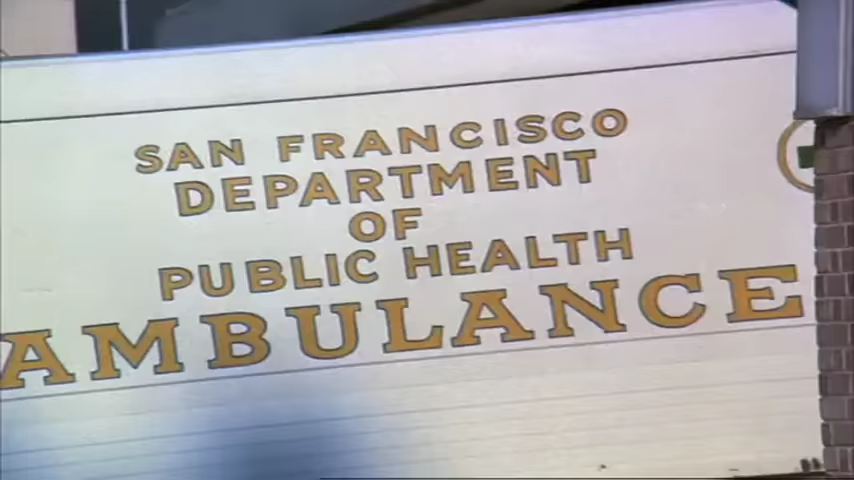 SAN FRANCISCO
DEPARTMENT
OF
PUBLIC HEALTH
AMBULANCE